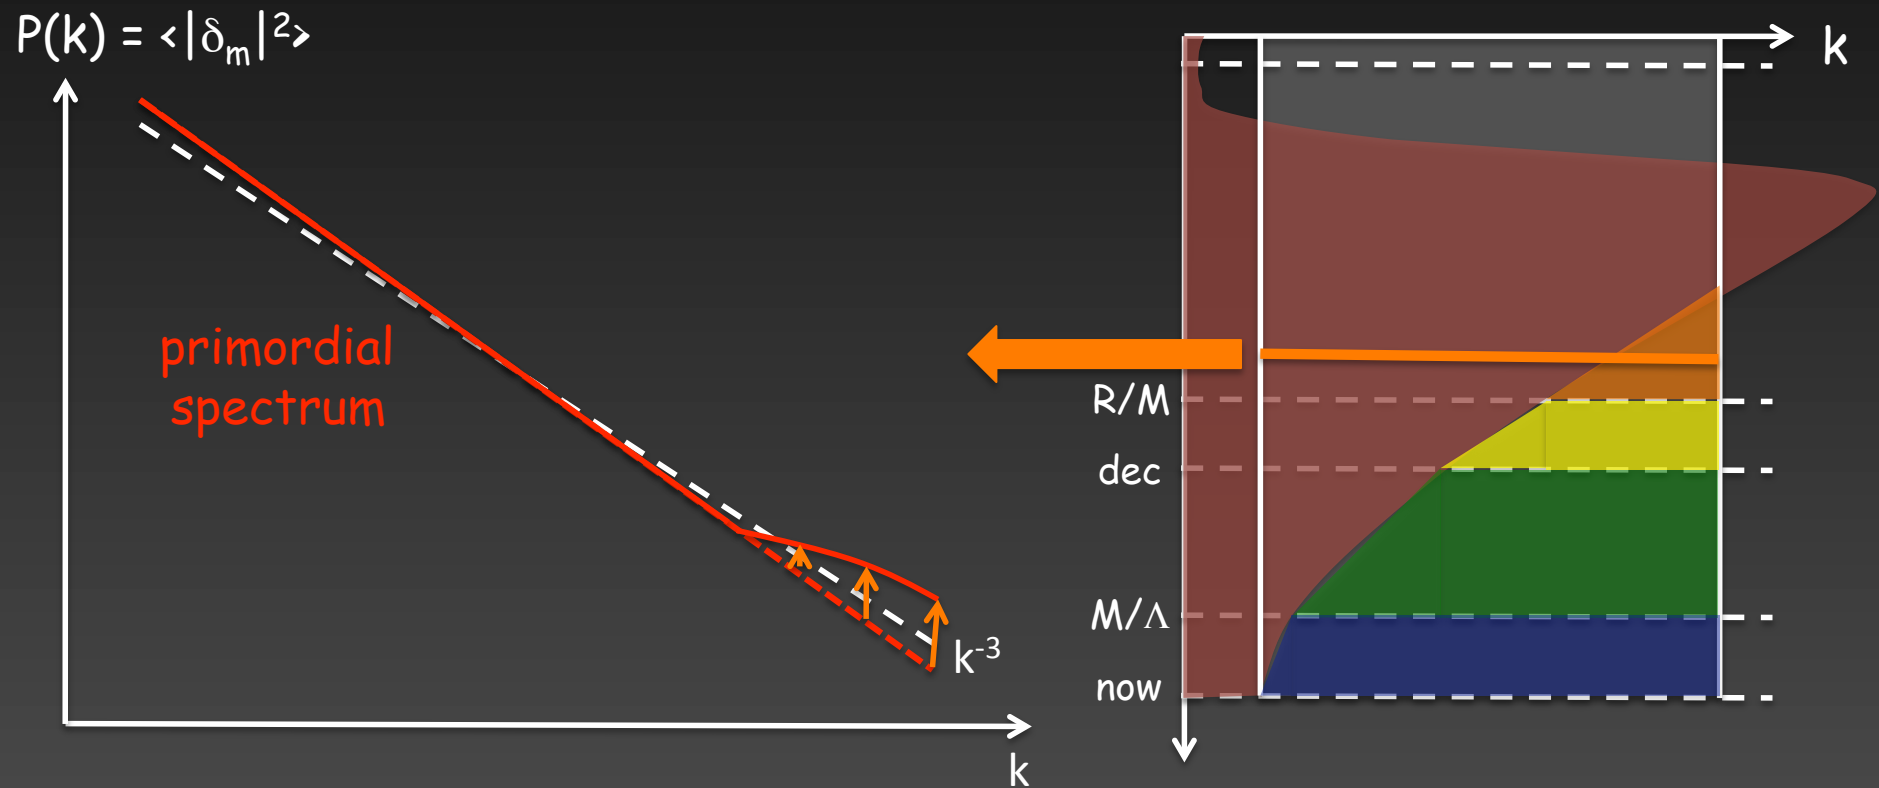 P(k) = <|δₘ|²>
k
primordial
spectrum
R/M
dec
M/Λ
k⁻³
now
k